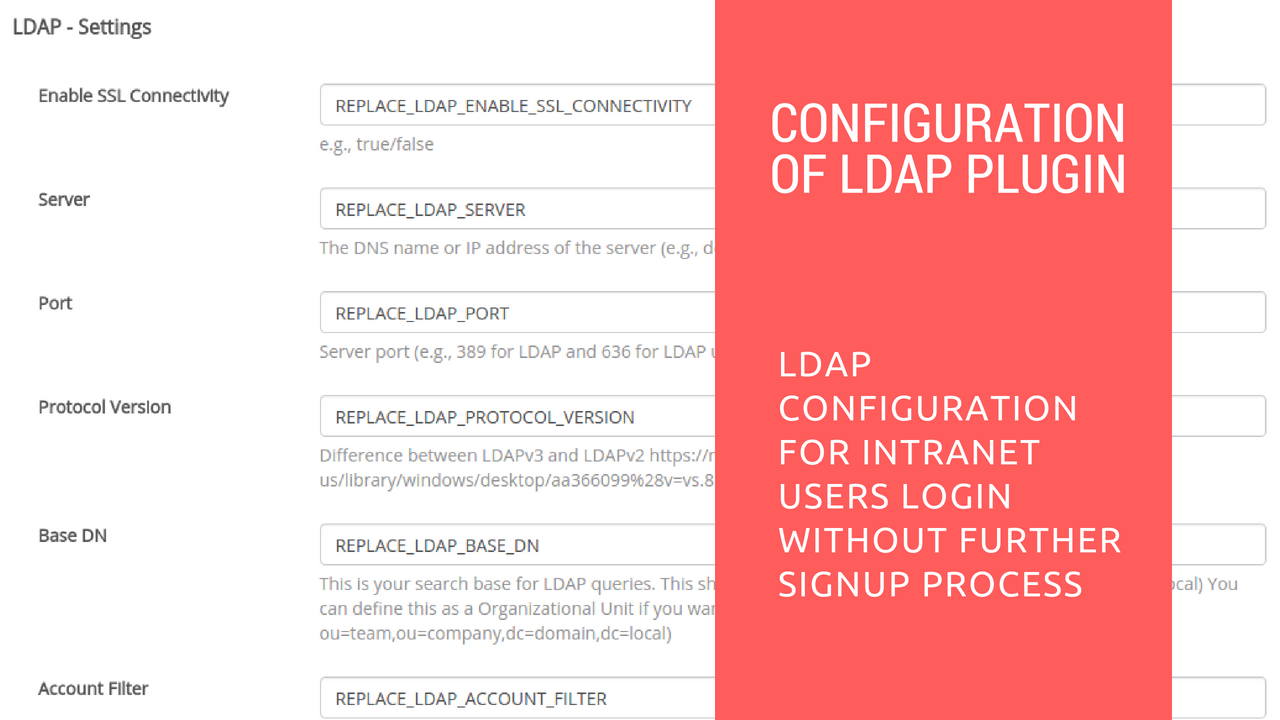 LDAP - Settings
Enable SSL Connectivity
REPLACE_LDAP_ENABLE_SSL_CONNECTIVITY
e.g., true/false
Server
REPLACE_LDAP_SERVER
The DNS name or IP address of the server (e.g.,
Port
REPLACE_LDAP_PORT
Server port (e.g., 389 for LDAP and 636 for LDAP
Protocol Version
REPLACE_LDAP_PROTOCOL_VERSION
Difference between LDAPv3 and LDAPv2 https://
us/library/windows/desktop/aa366099%28v=vs.8
Base DN
REPLACE_LDAP_BASE_DN
This is your search base for LDAP queries. This ocal) You
can define this as a Organizational Unit if you
ou=team,ou=company,dc=domain,dc=local)
Account Filter
REPLACE_LDAP_ACCOUNT_FILTER
CONFIGURATION
OF LDAP PLUGIN
LDAP
CONFIGURATION
FOR INTRANET
USERS LOGIN
WITHOUT FURTHER
SIGNUP PROCESS